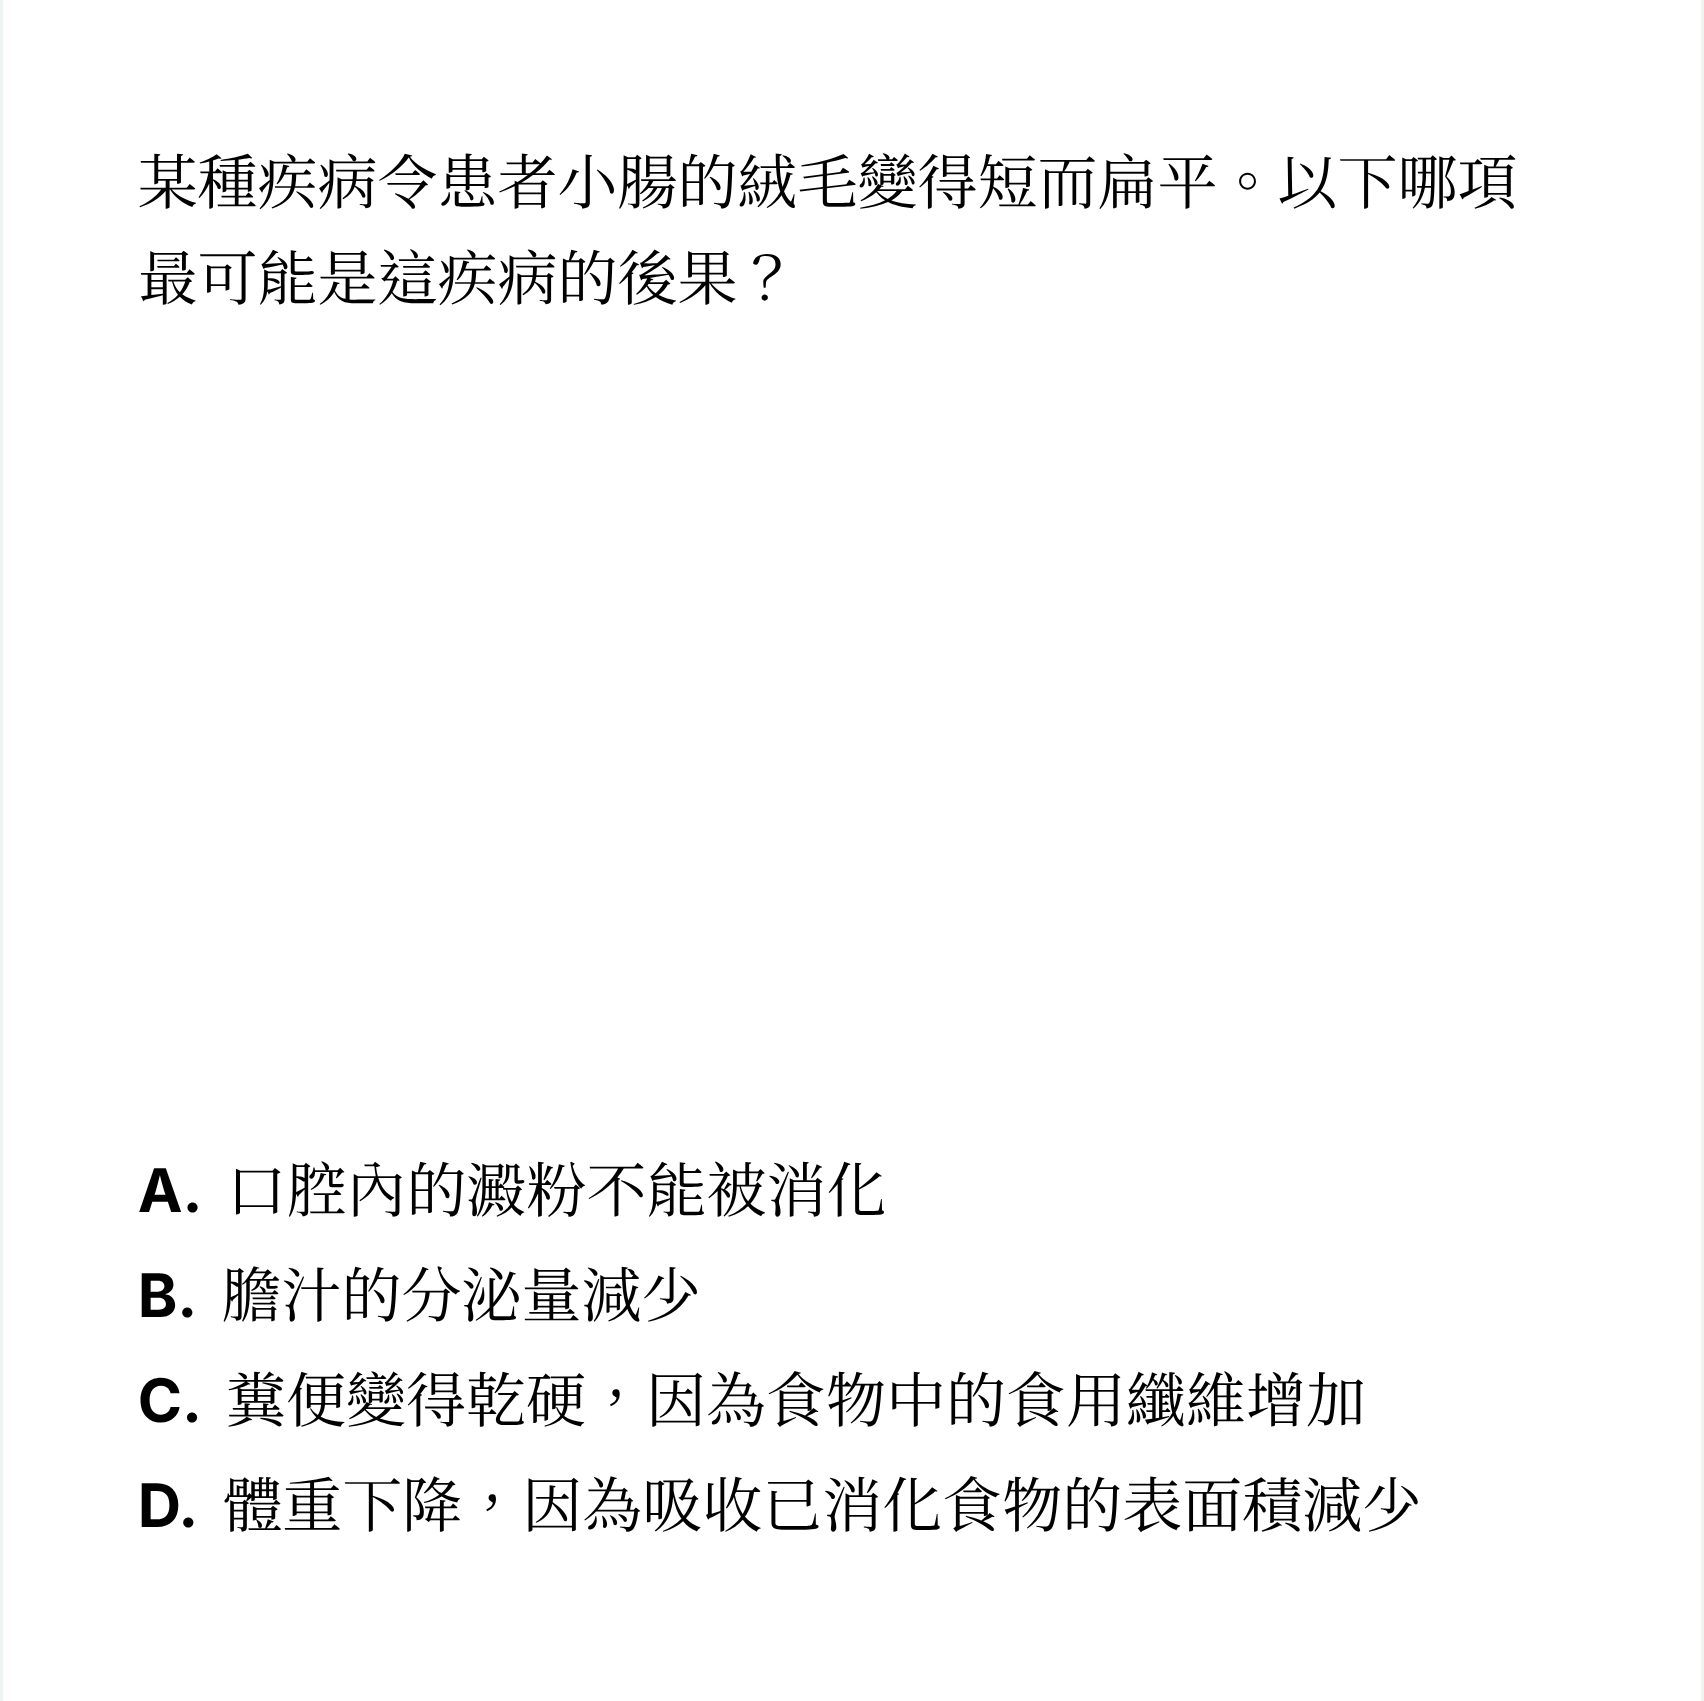 某種疾病令患者小腸的絨毛變得短而扁平。以下哪項
最可能是這疾病的後果？
A. 口腔內的澱粉不能被消化
B. 膽汁的分泌量減少
C. 糞便變得乾硬，因為食物中的食用纖維增加
D. 體重下降，因為吸收已消化食物的表面積減少